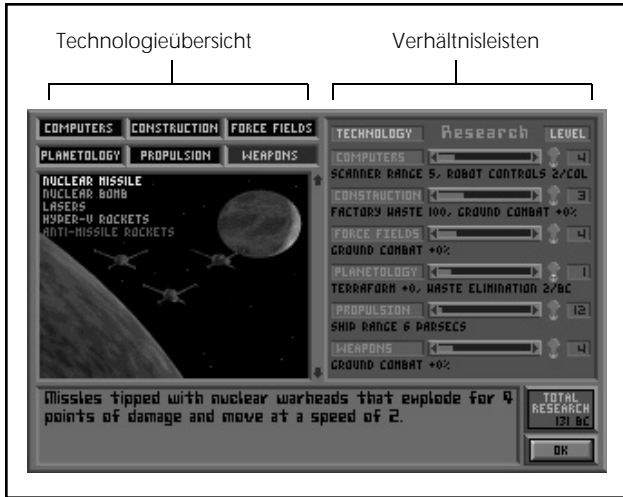 Technologieübersicht
Verhältnisleisten
COMPUTERS CONSTRUCTION FORCE FIELDS
PLANETOLOGY PROPULSION WEAPONS
NUCLEAR MISSILE
NUCLEAR BOMB
LASERS
HYPER-V ROCKETS
ANTI-MISSILE ROCKETS
TECHNOLOGY Research LEVEL
COMPUTERS 4
SCANNER RANGE 5, ROBOT CONTROLS 2/COL
CONSTRUCTION 3
FACTORY WASTE 100, GROUND COMBAT +0%
FORCE FIELDS 4
GROUND COMBAT +0%
PLANETOLOGY 1
TERRAFORM +0, WASTE ELIMINATION 2/BC
PROPULSION 12
SHIP RANGE 6 PARSECS
WEAPONS 4
GROUND COMBAT +0%
Missles tipped with nuclear warheads that explode for 4
points of damage and move at a speed of 2.
TOTAL
RESEARCH
131 BC
OK